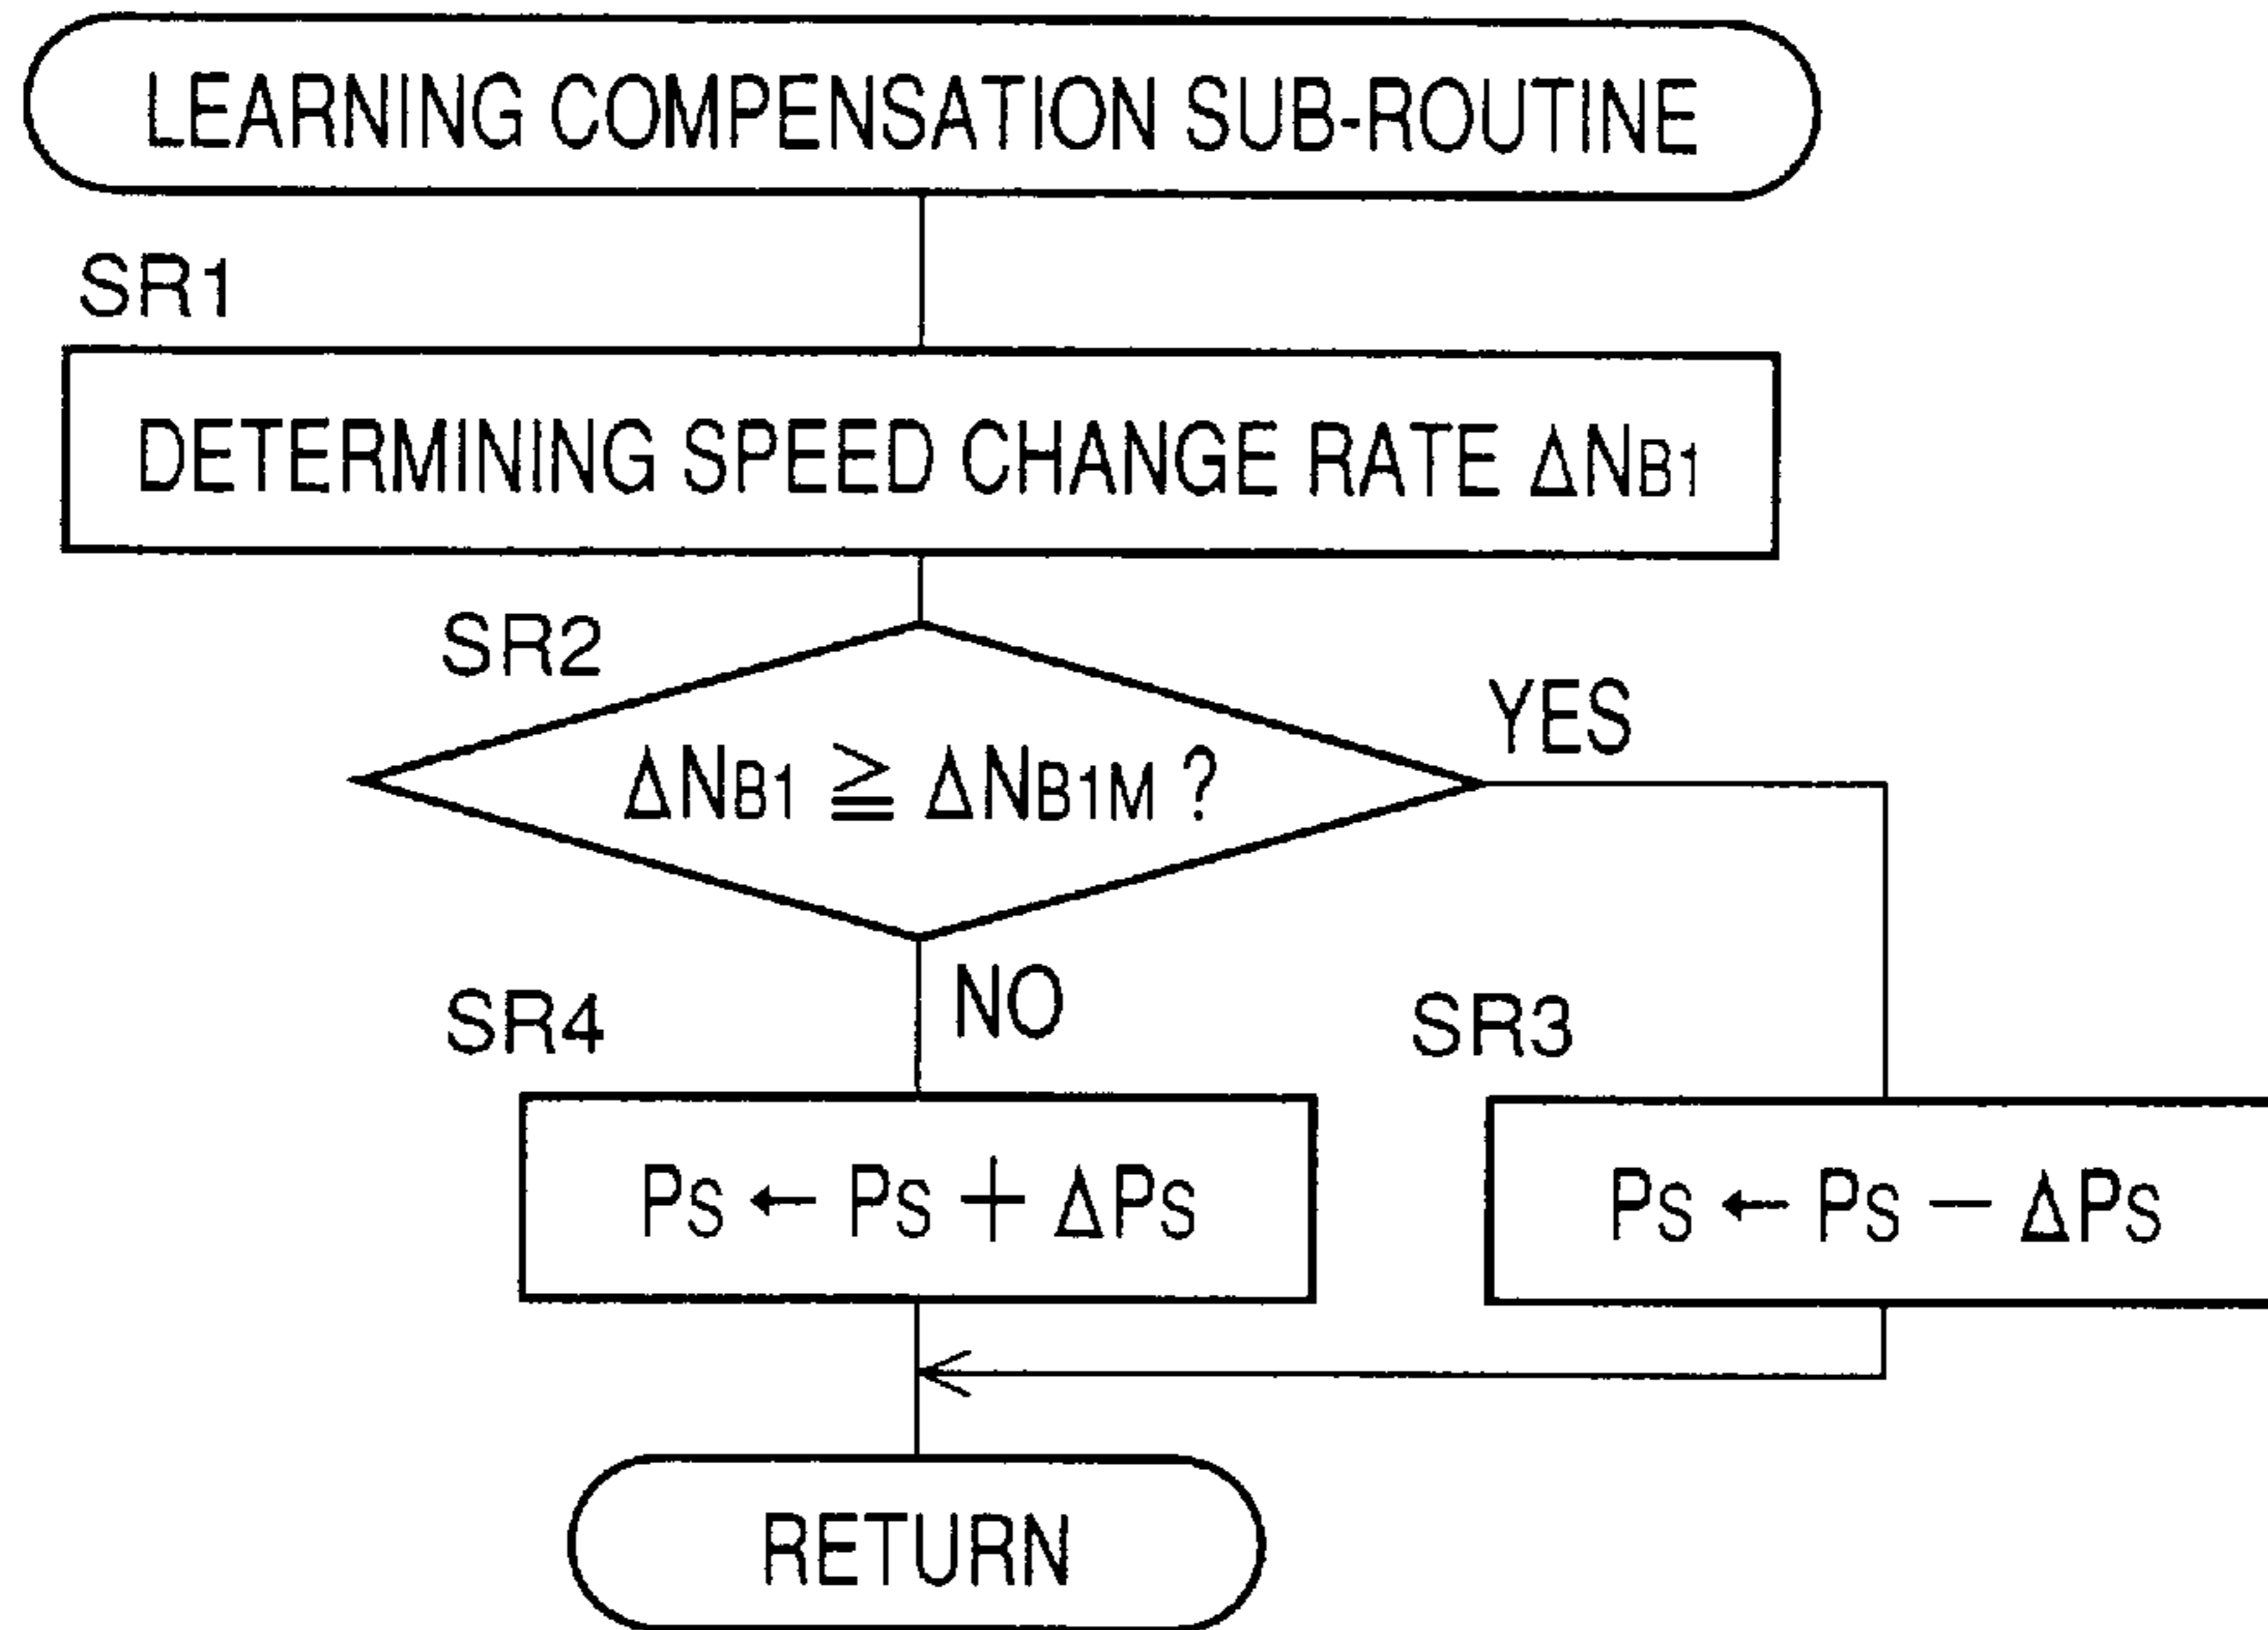 LEARNING COMPENSATION SUB-ROUTINE
SR1
DETERMINING SPEED CHANGE RATE ΔNB1
SR2
YES
ΔNB1 ≧ ΔNB1M ?
NO
SR4
SR3
PS ← PS + ΔPS
PS ← PS − ΔPS
RETURN